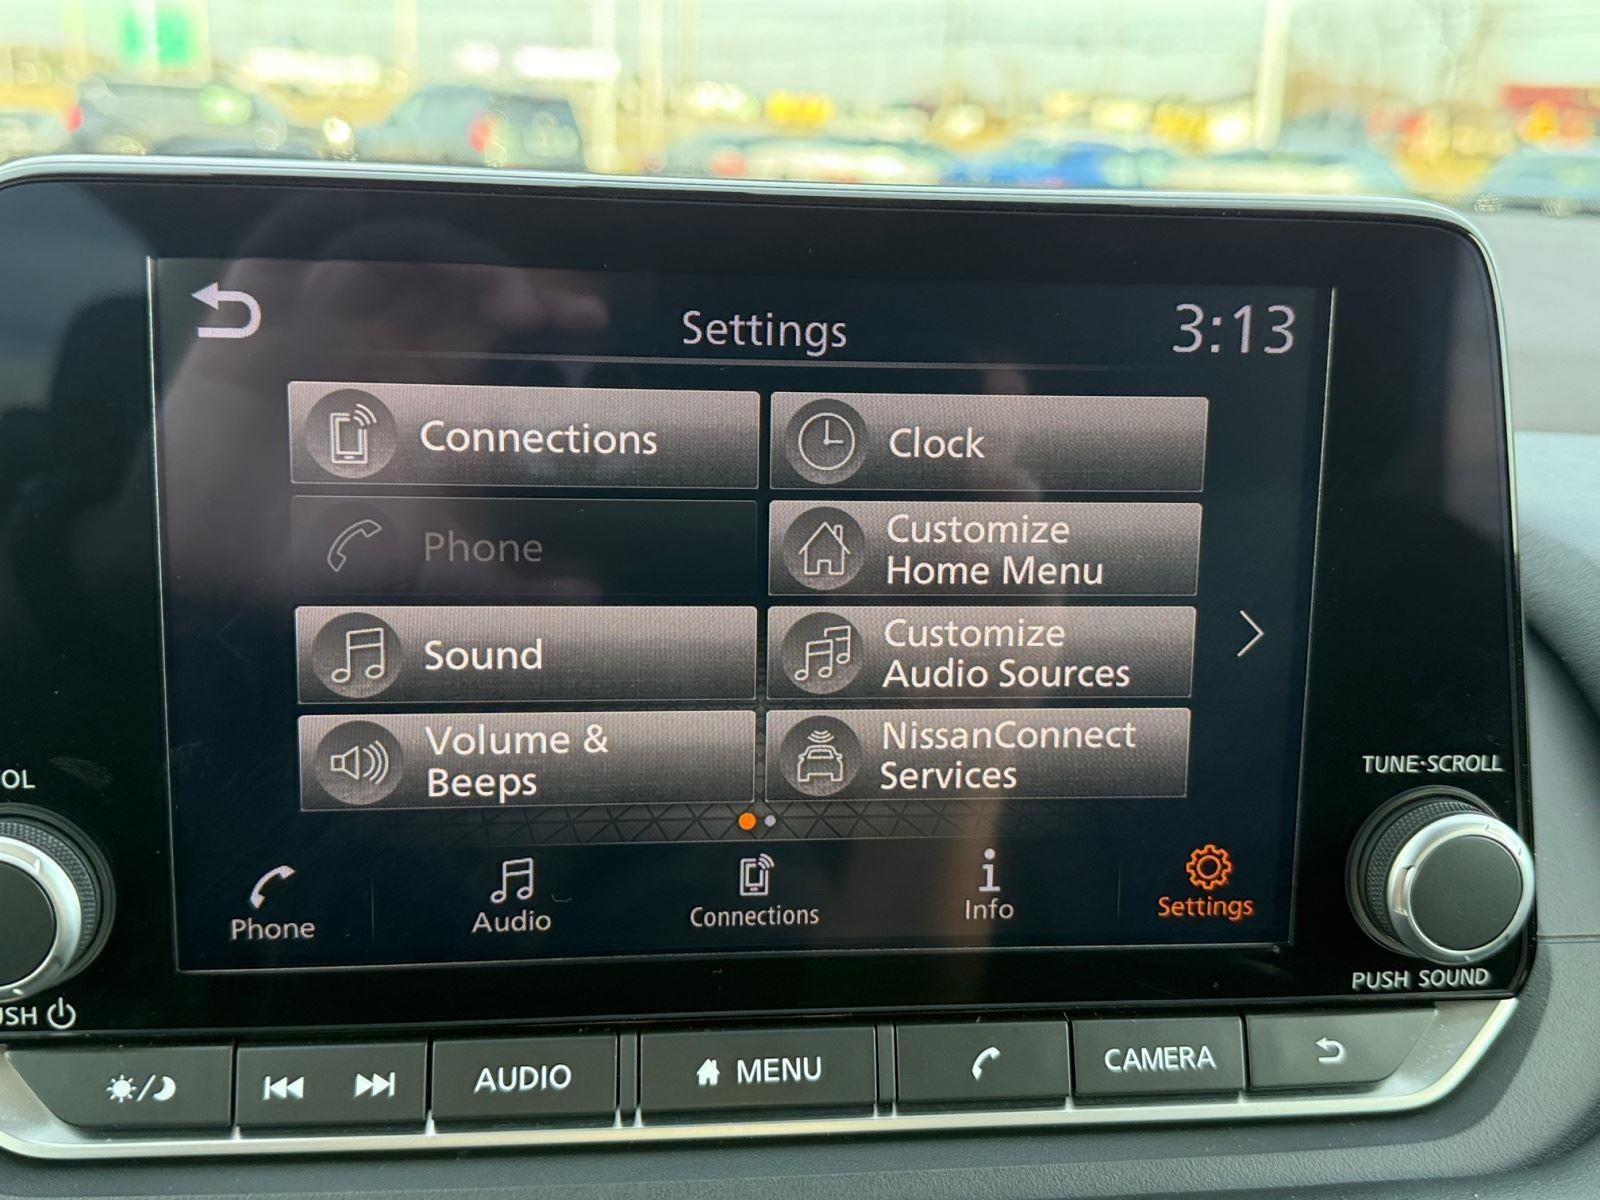 Settings
3:13
Connections
Clock
Phone
Customize
Home Menu
Sound
Customize
Audio Sources
Volume &
Beeps
NissanConnect
Services
Phone
Audio
Connections
Info
Settings
OL
TUNE·SCROLL
USH
PUSH SOUND
AUDIO
MENU
CAMERA